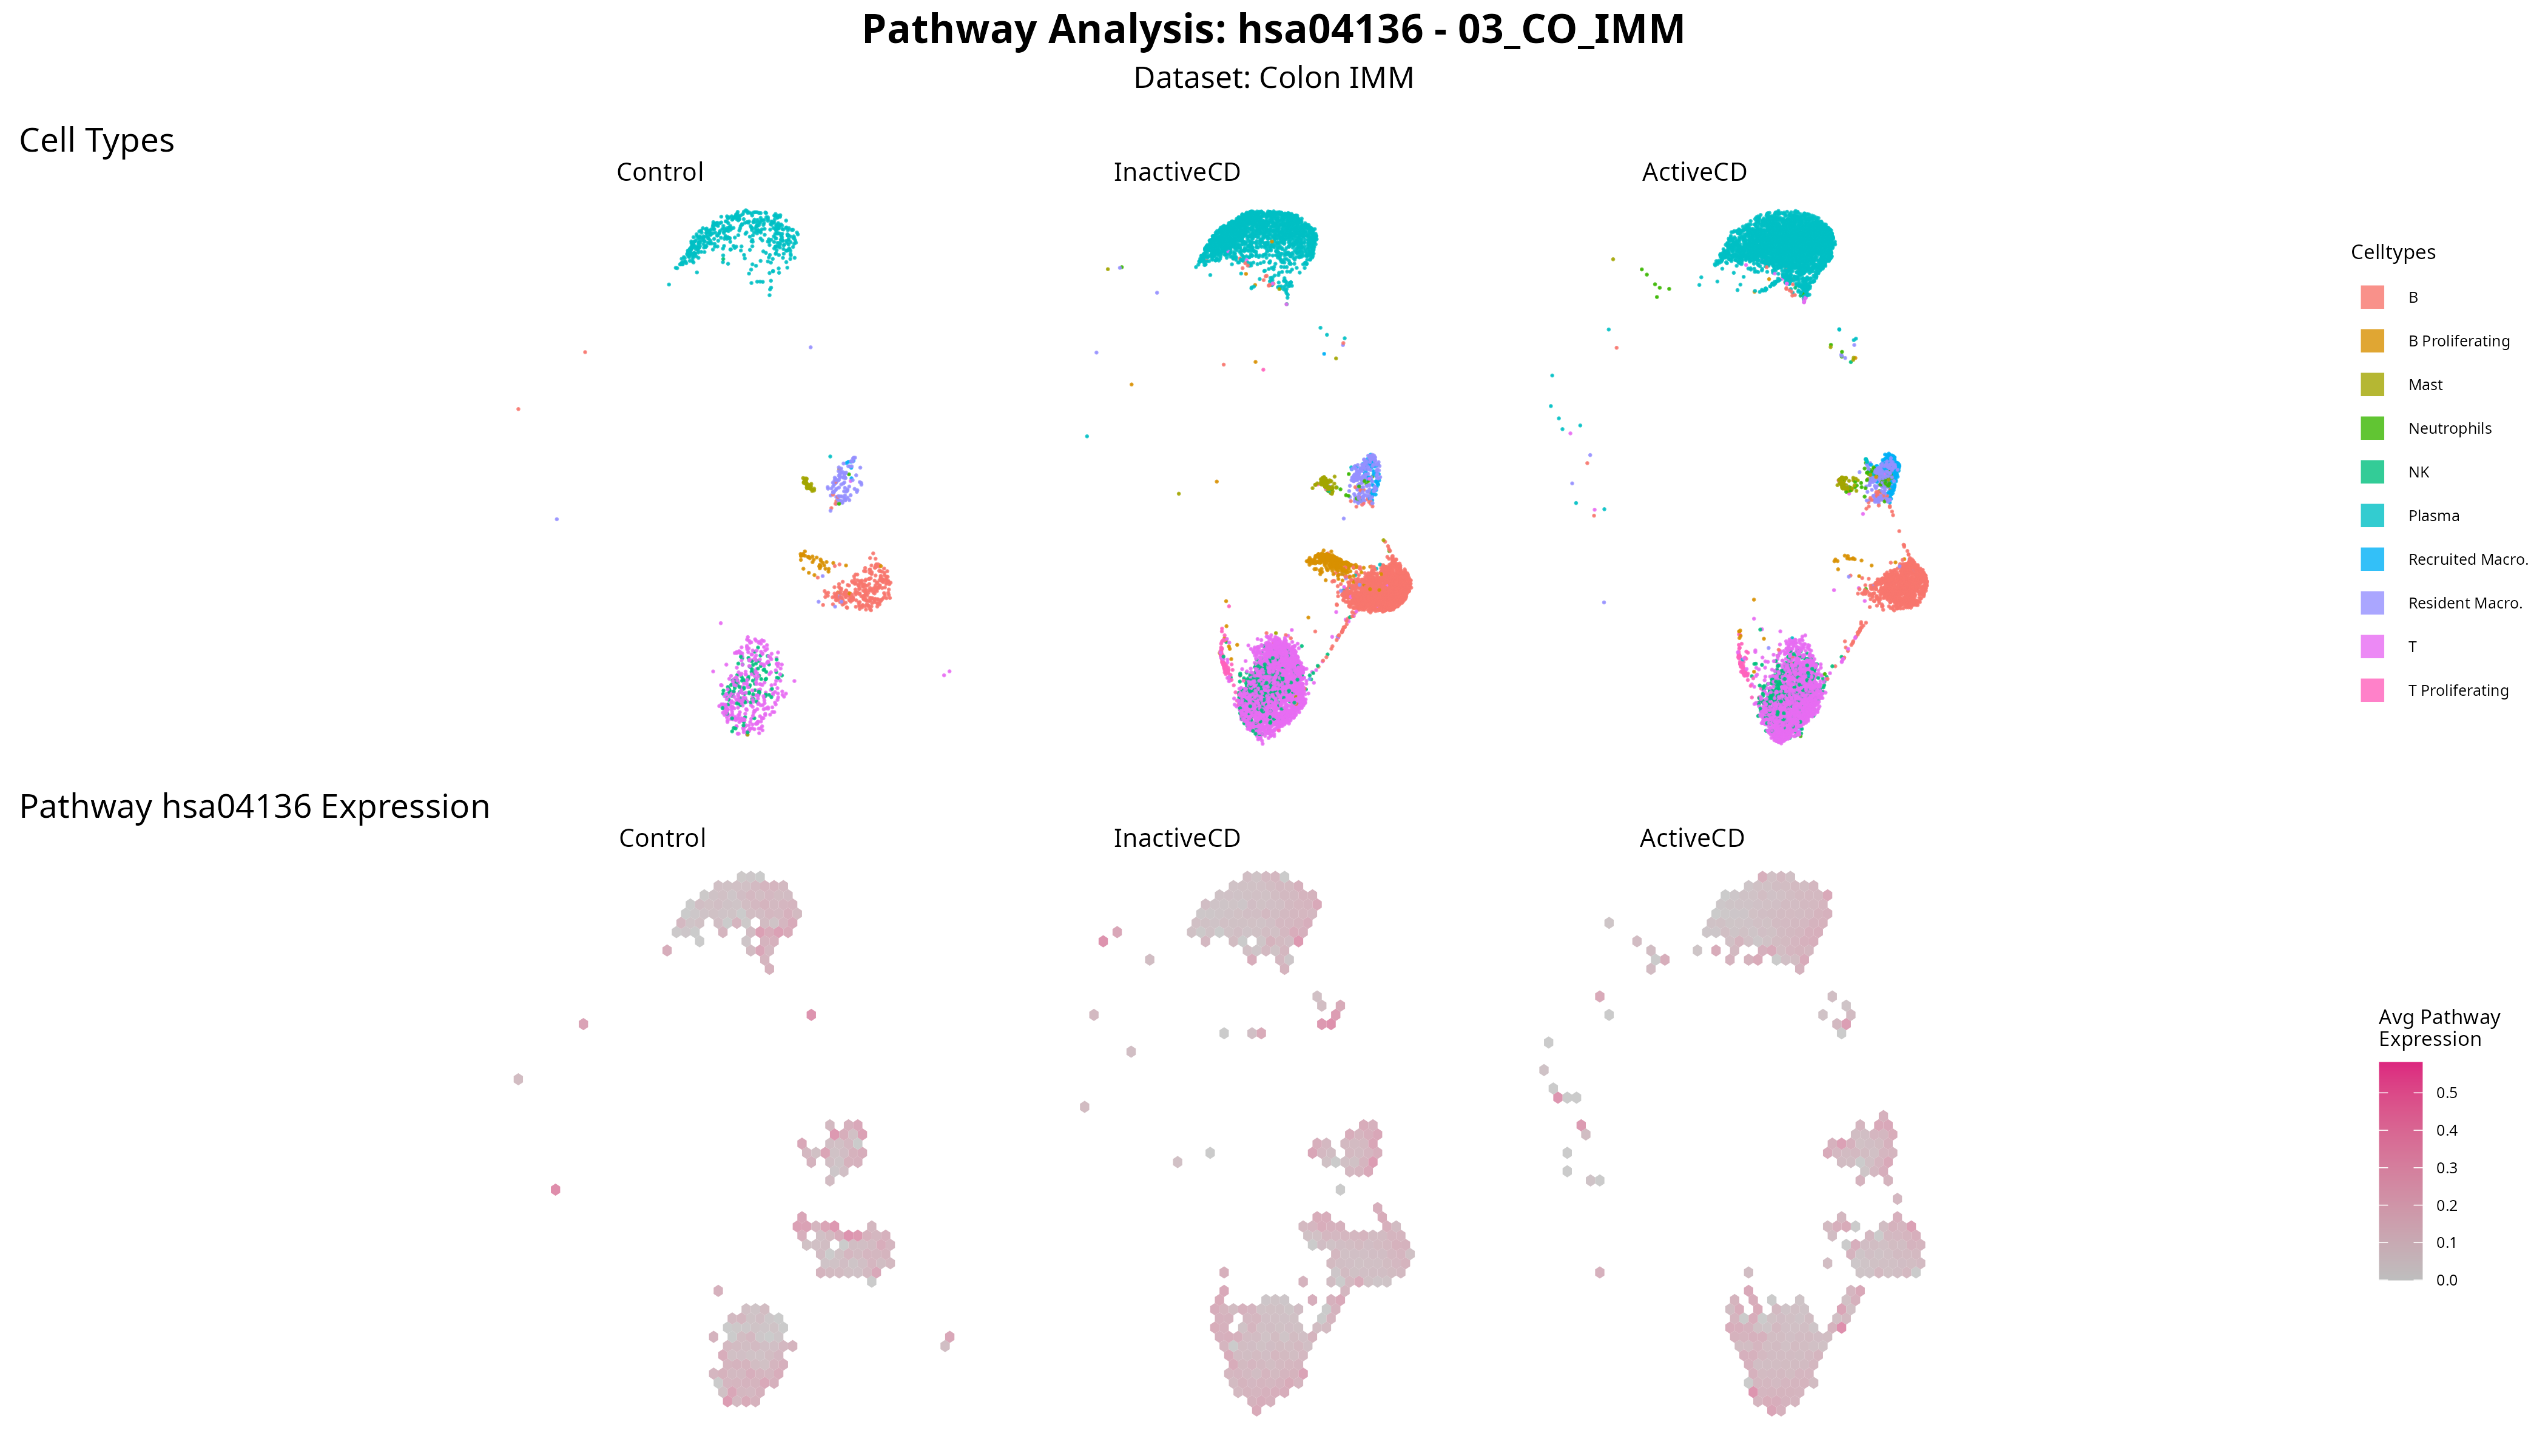 Pathway Analysis: hsa04136 - 03_CO_IMM
Dataset: Colon IMM
Cell Types
Control
InactiveCD
ActiveCD
Celltypes
B
B Proliferating
Mast
Neutrophils
NK
Plasma
Recruited Macro.
Resident Macro.
T
T Proliferating
Pathway hsa04136 Expression
Control
InactiveCD
ActiveCD
Avg Pathway
Expression
0.5
0.4
0.3
0.2
0.1
0.0